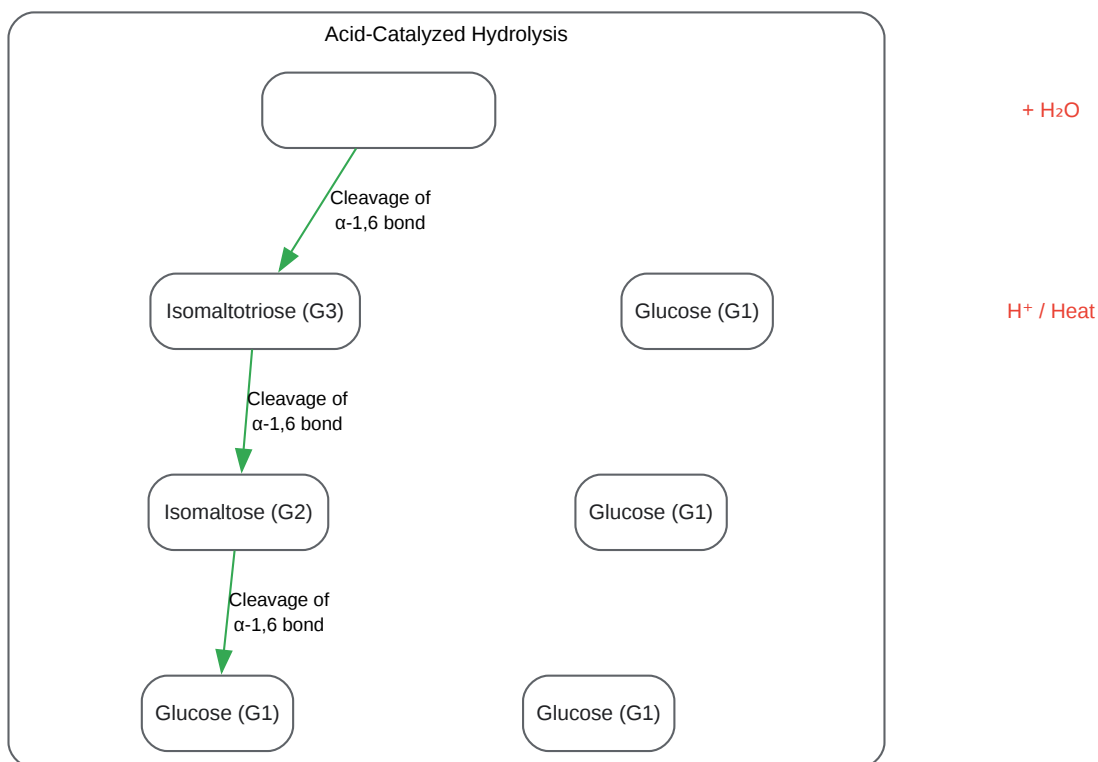 Acid-Catalyzed Hydrolysis
+ H₂O
Cleavage of
α-1,6 bond
Isomaltotriose (G3)
Glucose (G1)
H⁺ / Heat
Cleavage of
α-1,6 bond
Isomaltose (G2)
Glucose (G1)
Cleavage of
α-1,6 bond
Glucose (G1)
Glucose (G1)